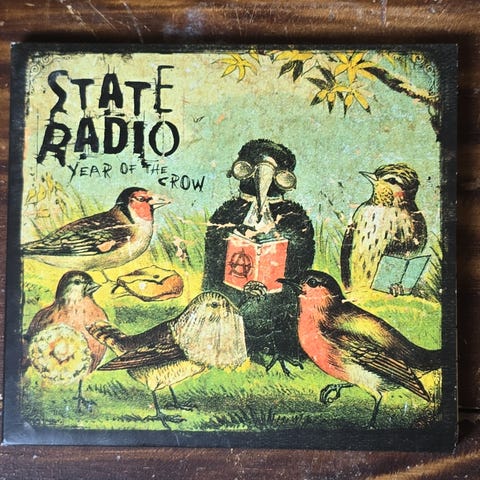 STATE
RADIO
YEAR OF THE
CROW